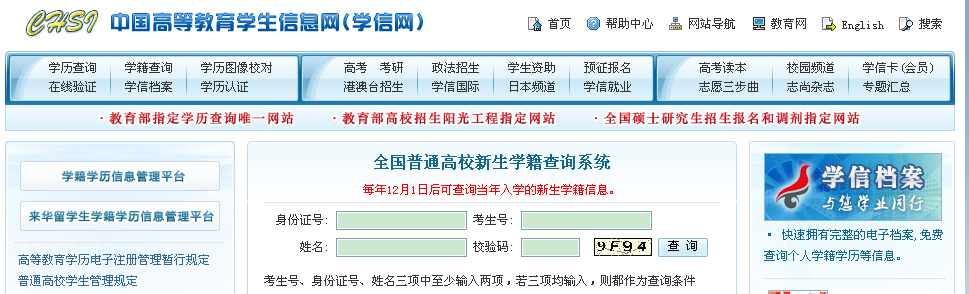 CHSI 中国高等教育学生信息网(学信网) 首页 帮助中心 网站导航 教育网 English 搜索
学历查询 学籍查询 学历图像校对 高考 考研 政法招生 学生资助 预征报名 高考读本 校园频道 学信卡(会员)
在线验证 学信档案 学历认证 港澳台招生 学信国际 日本频道 学信就业 志愿三步曲 志尚杂志 专题汇总
· 教育部指定学历查询唯一网站 · 教育部高校招生阳光工程指定网站 · 全国硕士研究生招生报名和调剂指定网站
学籍学历信息管理平台
来华留学生学籍学历信息管理平台
高等教育学历电子注册管理暂行规定
普通高校学生管理规定
全国普通高校新生学籍查询系统
每年12月1日后可查询当年入学的新生学籍信息。
身份证号: 考生号:
姓名: 校验码: 9F94 查 询
考生号、身份证号、姓名三项中至少输入两项，若三项均输入，则都作为查询条件
学信档案
与您学业同行
· 快速拥有完整的电子档案,免费
查询个人学籍学历等信息。